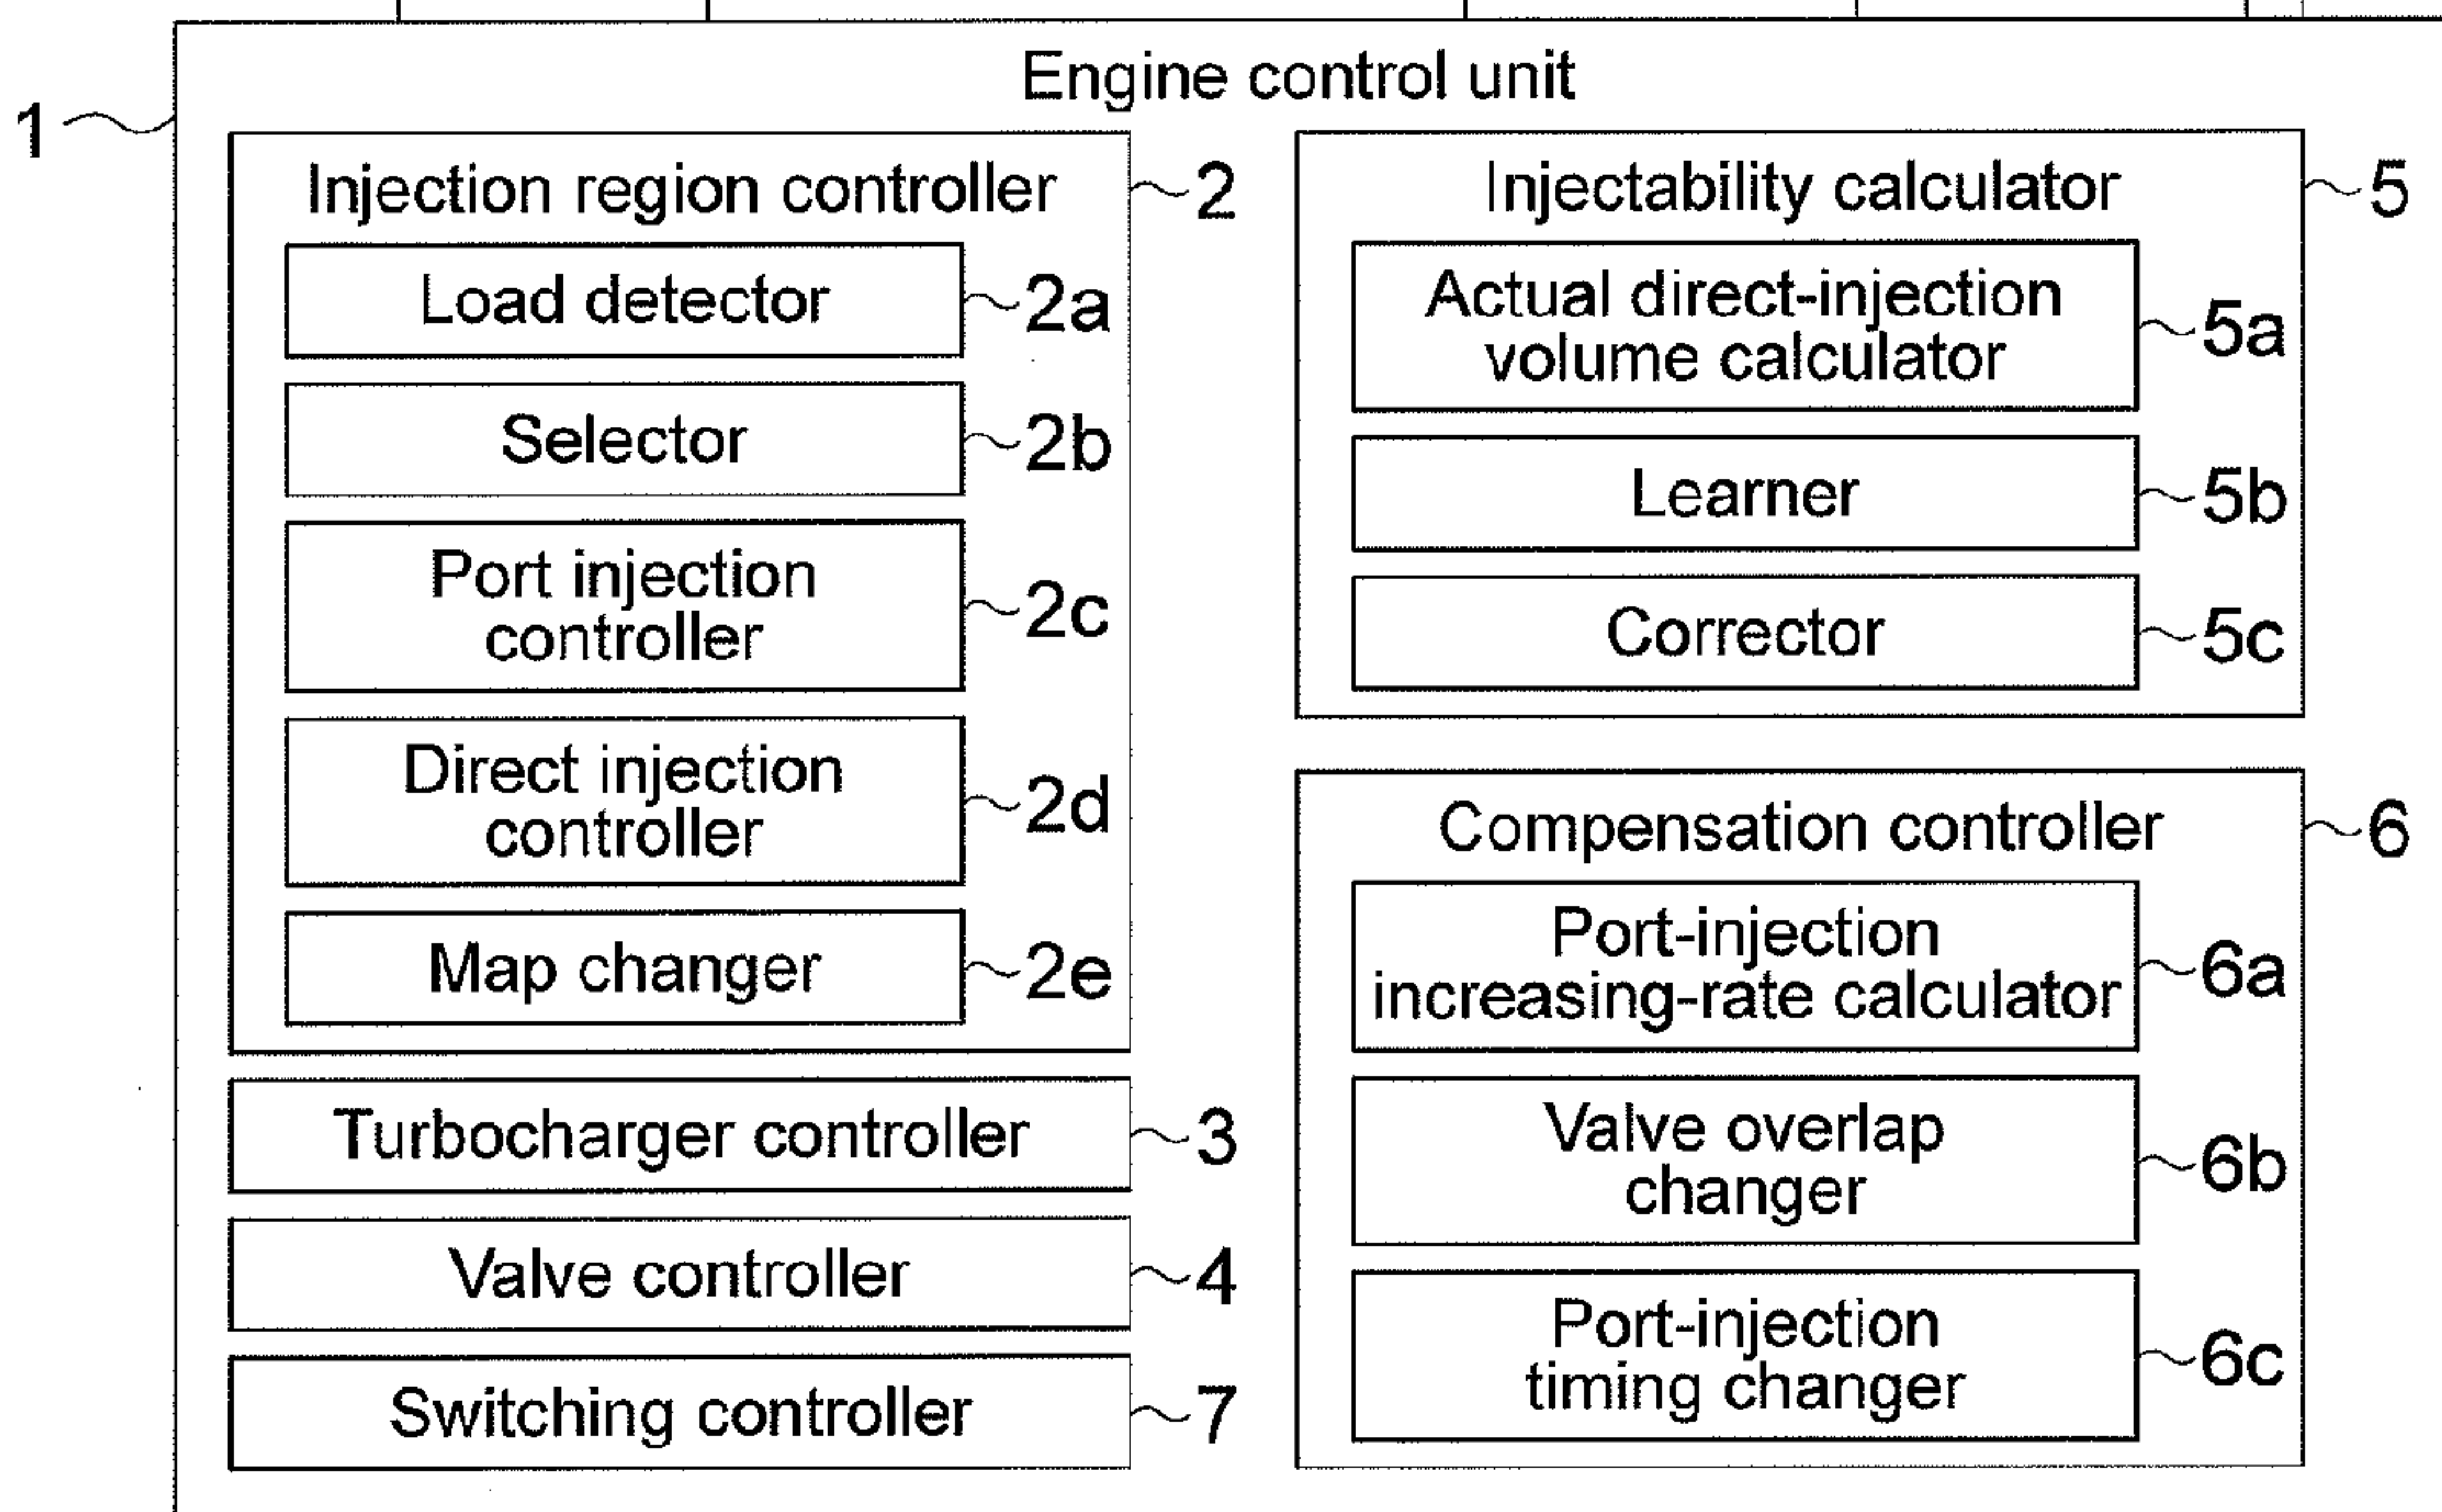 Engine control unit
1
Injection region controller
2
Load detector
2a
Selector
2b
Port injection
controller
2c
Direct injection
controller
2d
Map changer
2e
Turbocharger controller
3
Valve controller
4
Switching controller
7
Injectability calculator
5
Actual direct-injection
volume calculator
5a
Learner
5b
Corrector
5c
Compensation controller
6
Port-injection
increasing-rate calculator
6a
Valve overlap
changer
6b
Port-injection
timing changer
6c